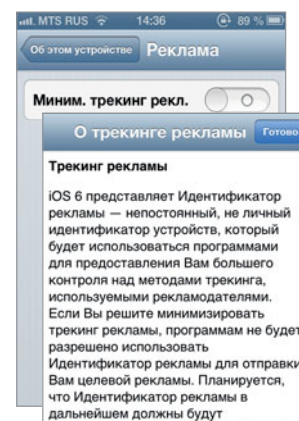 MTS RUS 14:36 89 %
Об этом устройстве Реклама
Миним. трекинг рекл.
О трекинге рекламы Готово
Трекинг рекламы
iOS 6 представляет Идентификатор
рекламы — непостоянный, не личный
идентификатор устройств, который
будет использоваться программами
для предоставления Вам большего
контроля над методами трекинга,
используемыми рекламодателями.
Если Вы решите минимизировать
трекинг рекламы, программам не будет
разрешено использовать
Идентификатор рекламы для отправки
Вам целевой рекламы. Планируется,
что Идентификатор рекламы в
дальнейшем должны будут